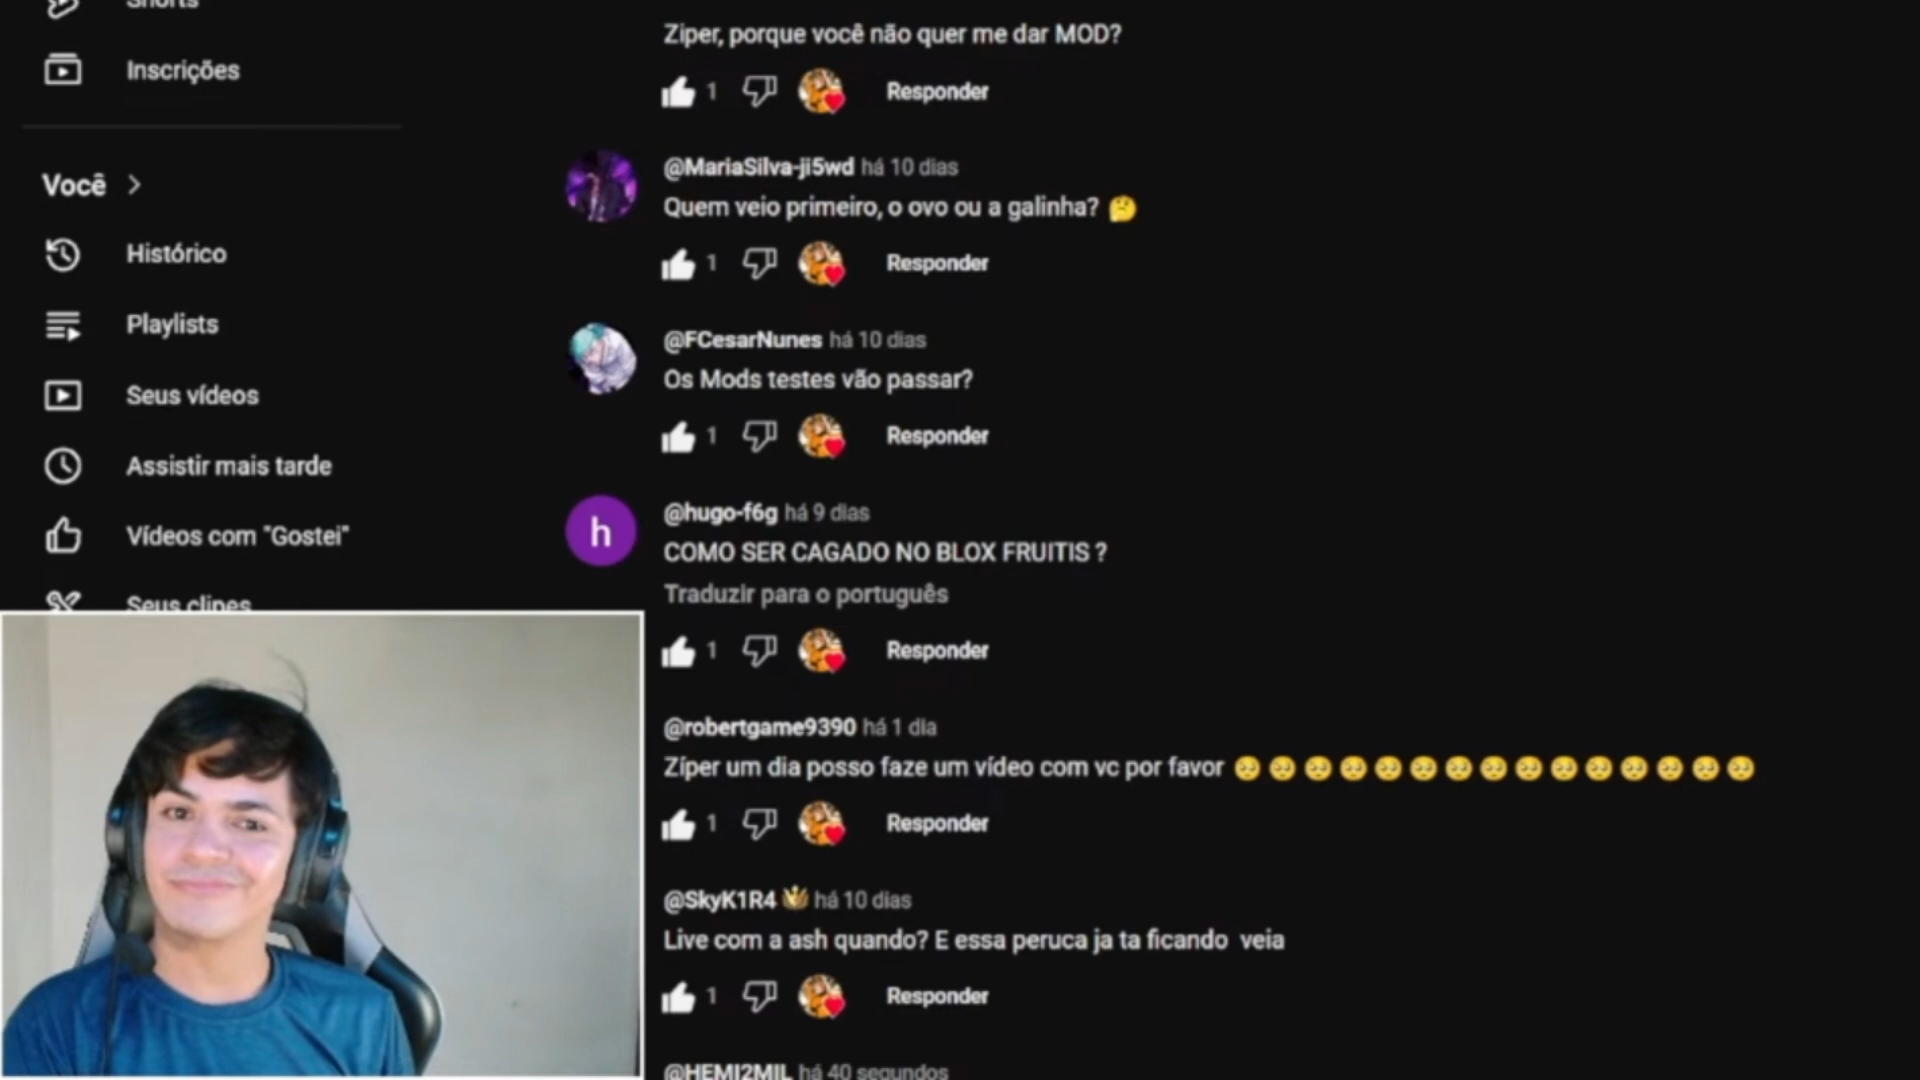 Shorts
Inscrições
Você
Histórico
Playlists
Seus vídeos
Assistir mais tarde
Vídeos com "Gostei"
Seus clipes
Ziper, porque você não quer me dar MOD?
1 Responder
@MariaSilva-ji5wd há 10 dias
Quem veio primeiro, o ovo ou a galinha? 🤔
1 Responder
@FCesarNunes há 10 dias
Os Mods testes vão passar?
1 Responder
h
@hugo-f6g há 9 dias
COMO SER CAGADO NO BLOX FRUITIS ?
Traduzir para o português
1 Responder
@robertgame9390 há 1 dia
Zíper um dia posso faze um vídeo com vc por favor 🥺🥺🥺🥺🥺🥺🥺🥺🥺🥺🥺🥺🥺🥺🥺
1 Responder
@SkyK1R4 há 10 dias
Live com a ash quando? E essa peruca ja ta ficando veia
1 Responder
@HEMI2MIL há 40 segundos